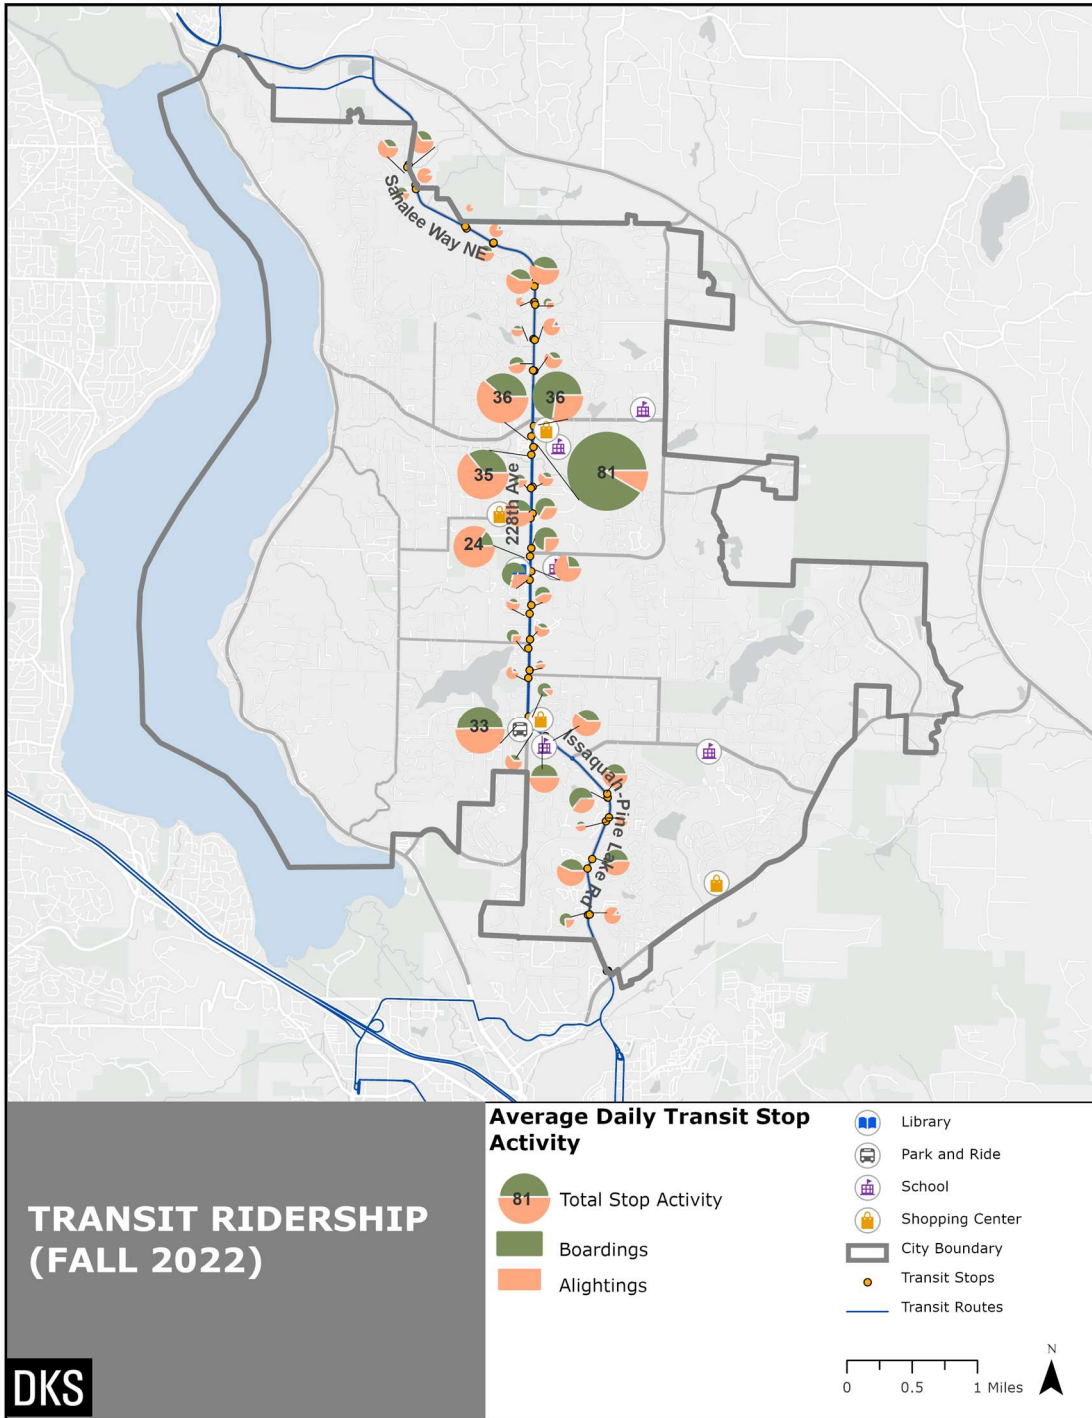 Sahalee Way NE
36
36
81
35
228th Ave
24
33
Issaquah-Pine Lake Rd
TRANSIT RIDERSHIP
(FALL 2022)
DKS
Average Daily Transit Stop
Activity
81
Total Stop Activity
Boardings
Alightings
Library
Park and Ride
School
Shopping Center
City Boundary
Transit Stops
Transit Routes
0 0.5 1 Miles
N